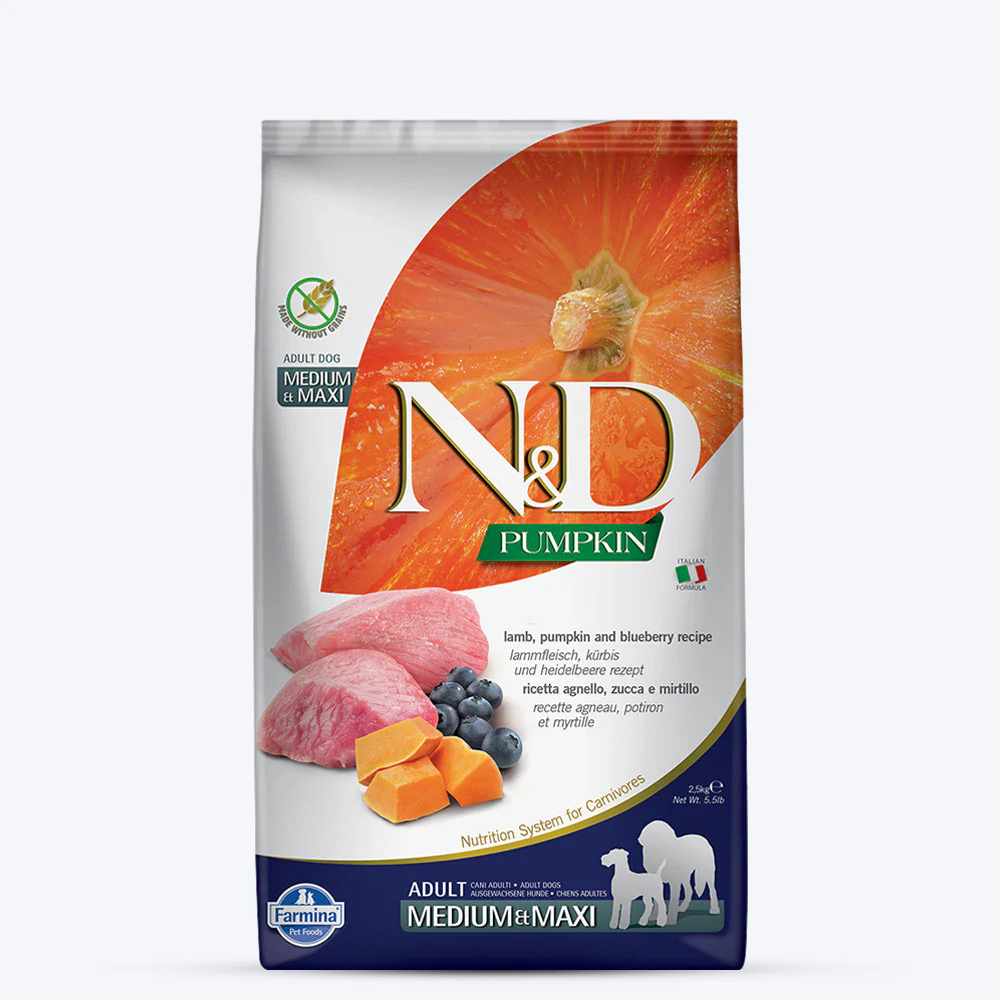 MADE WITHOUT GRAINS
ADULT DOG
MEDIUM
& MAXI
N&D
PUMPKIN
ITALIAN
FORMULA
lamb, pumpkin and blueberry recipe
lammfleisch, kürbis
und heidelbeere rezept
ricetta agnello, zucca e mirtillo
recette agneau, potiron
et myrtille
2,5kg℮
Net Wt. 5.5lb
Nutrition System for Carnivores
ADULT CANI ADULTI • ADULT DOGS
AUSGEWACHSENE HUNDE • CHIENS ADULTES
MEDIUM&MAXI
Farmina
Pet Foods